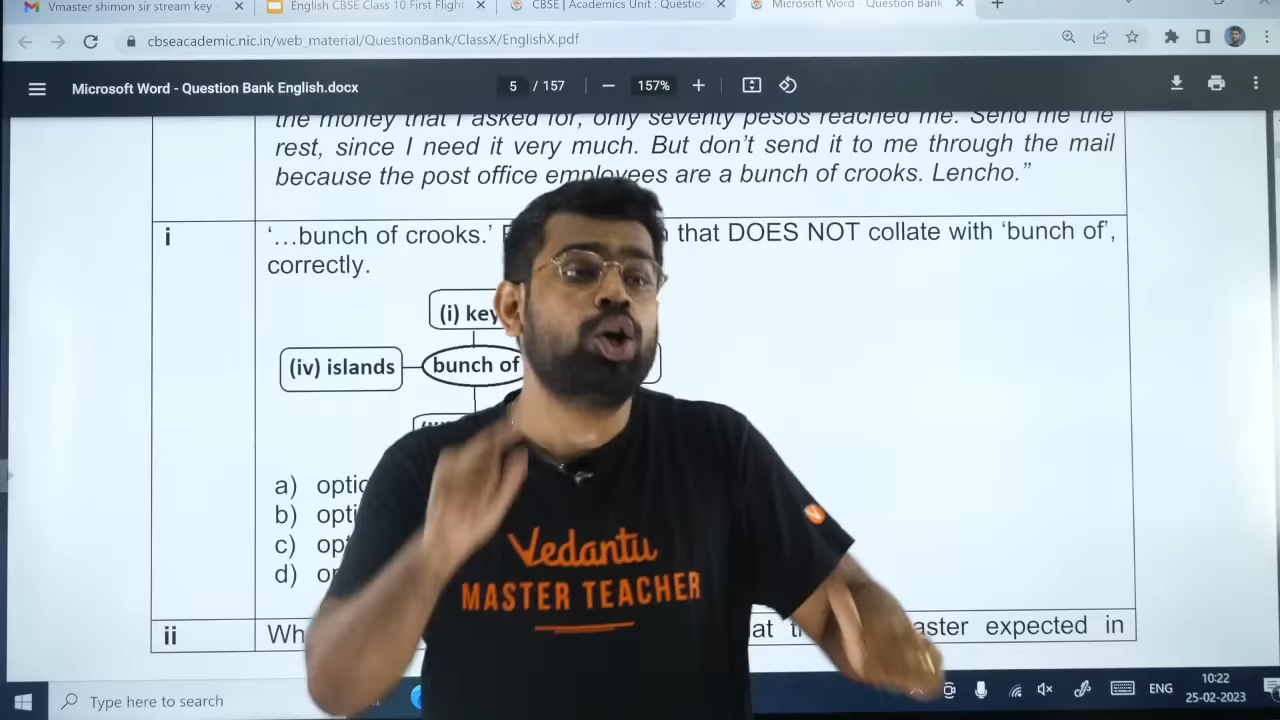 Vmaster shimon sir stream key
English CBSE Class 10 First Fligh
CBSE | Academics Unit : Questio
Microsoft Word - Question Bank
cbseacademic.nic.in/web_material/QuestionBank/ClassX/EnglishX.pdf
Microsoft Word - Question Bank English.docx
5 / 157
157%
the money that I asked for, only seventy pesos reached me. Send me the
rest, since I need it very much. But don't send it to me through the mail
because the post office employees are a bunch of crooks. Lencho.”
i
‘…bunch of crooks.’ that DOES NOT collate with ‘bunch of’,
correctly.
(i) key
(iv) islands
bunch of
a) optio
b) opti
c) op
d)
Vedantu
MASTER TEACHER
ii
Wh at aster expected in
Type here to search
ENG
10:22
25-02-2023